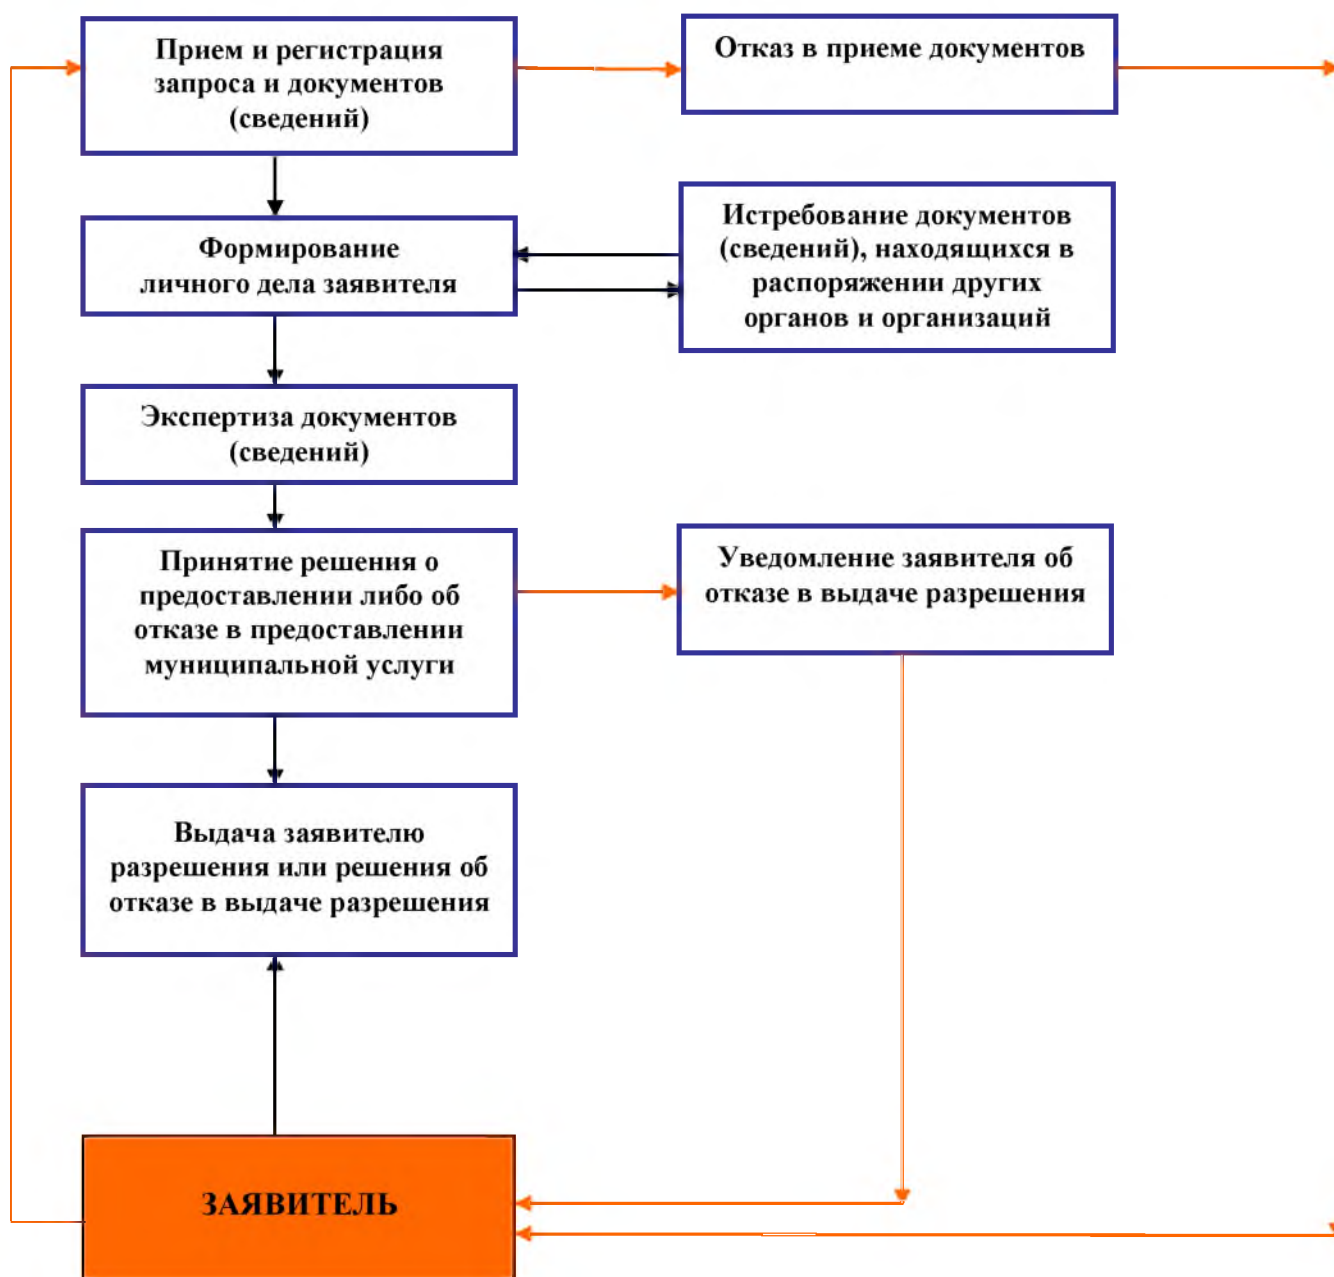 Прием и регистрация
запроса и документов
(сведений)
Отказ в приеме документов
Формирование
личного дела заявителя
Истребование документов
(сведений), находящихся в
распоряжении других
органов и организаций
Экспертиза документов
(сведений)
Принятие решения о
предоставлении либо об
отказе в предоставлении
муниципальной услуги
Уведомление заявителя об
отказе в выдаче разрешения
Выдача заявителю
разрешения или решения об
отказе в выдаче разрешения
ЗАЯВИТЕЛЬ